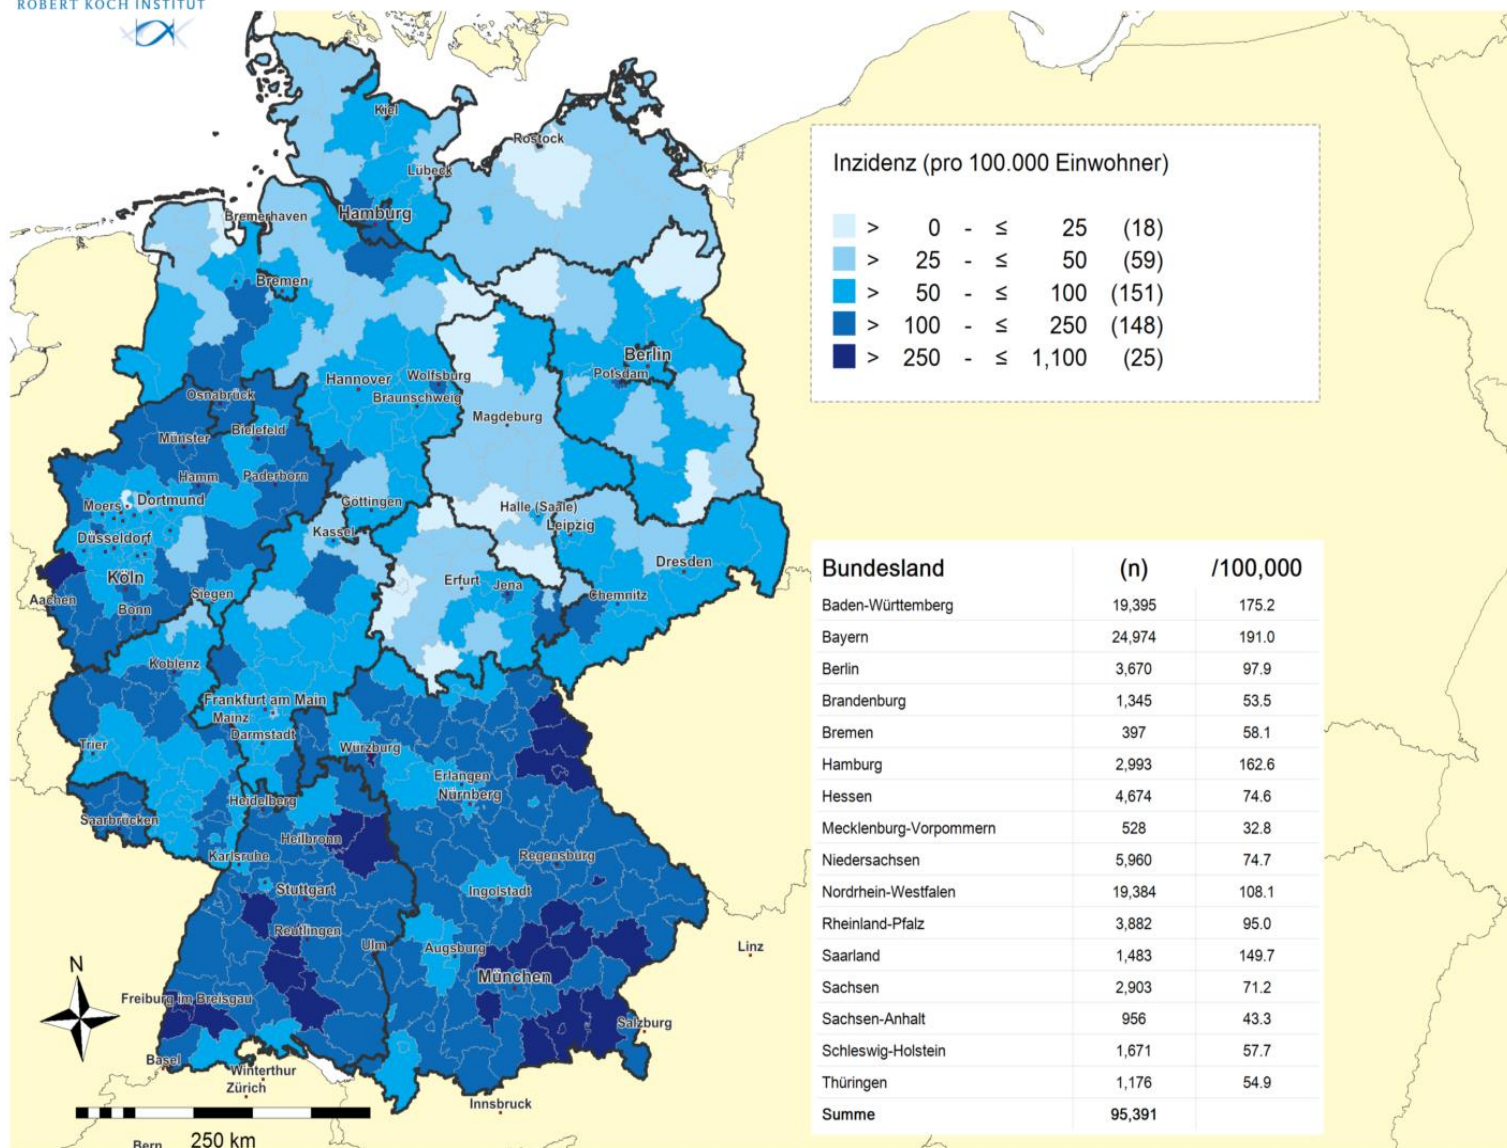 ROBERT KOCH INSTITUT
Kiel
Rostock
Lübeck
Bremerhaven
Hamburg
Bremen
Berlin
Hannover
Wolfsburg
Potsdam
Osnabrück
Braunschweig
Magdeburg
Münster
Bielefeld
Hamm
Paderborn
Moers
Dortmund
Göttingen
Halle (Saale)
Leipzig
Düsseldorf
Kassel
Dresden
Köln
Erfurt
Jena
Aachen
Siegen
Chemnitz
Bonn
Koblenz
Frankfurt am Main
Mainz
Trier
Darmstadt
Würzburg
Erlangen
Nürnberg
Heidelberg
Saarbrücken
Heilbronn
Karlsruhe
Regensburg
Stuttgart
Ingolstadt
Reutlingen
Ulm
Augsburg
Linz
München
Freiburg im Breisgau
Salzburg
Basel
Winterthur
Zürich
Innsbruck
Bern
N
250 km
Inzidenz (pro 100.000 Einwohner)
> 0 - ≤ 25 (18)
> 25 - ≤ 50 (59)
> 50 - ≤ 100 (151)
> 100 - ≤ 250 (148)
> 250 - ≤ 1,100 (25)
Bundesland (n) /100,000
Baden-Württemberg 19,395 175.2
Bayern 24,974 191.0
Berlin 3,670 97.9
Brandenburg 1,345 53.5
Bremen 397 58.1
Hamburg 2,993 162.6
Hessen 4,674 74.6
Mecklenburg-Vorpommern 528 32.8
Niedersachsen 5,960 74.7
Nordrhein-Westfalen 19,384 108.1
Rheinland-Pfalz 3,882 95.0
Saarland 1,483 149.7
Sachsen 2,903 71.2
Sachsen-Anhalt 956 43.3
Schleswig-Holstein 1,671 57.7
Thüringen 1,176 54.9
Summe 95,391